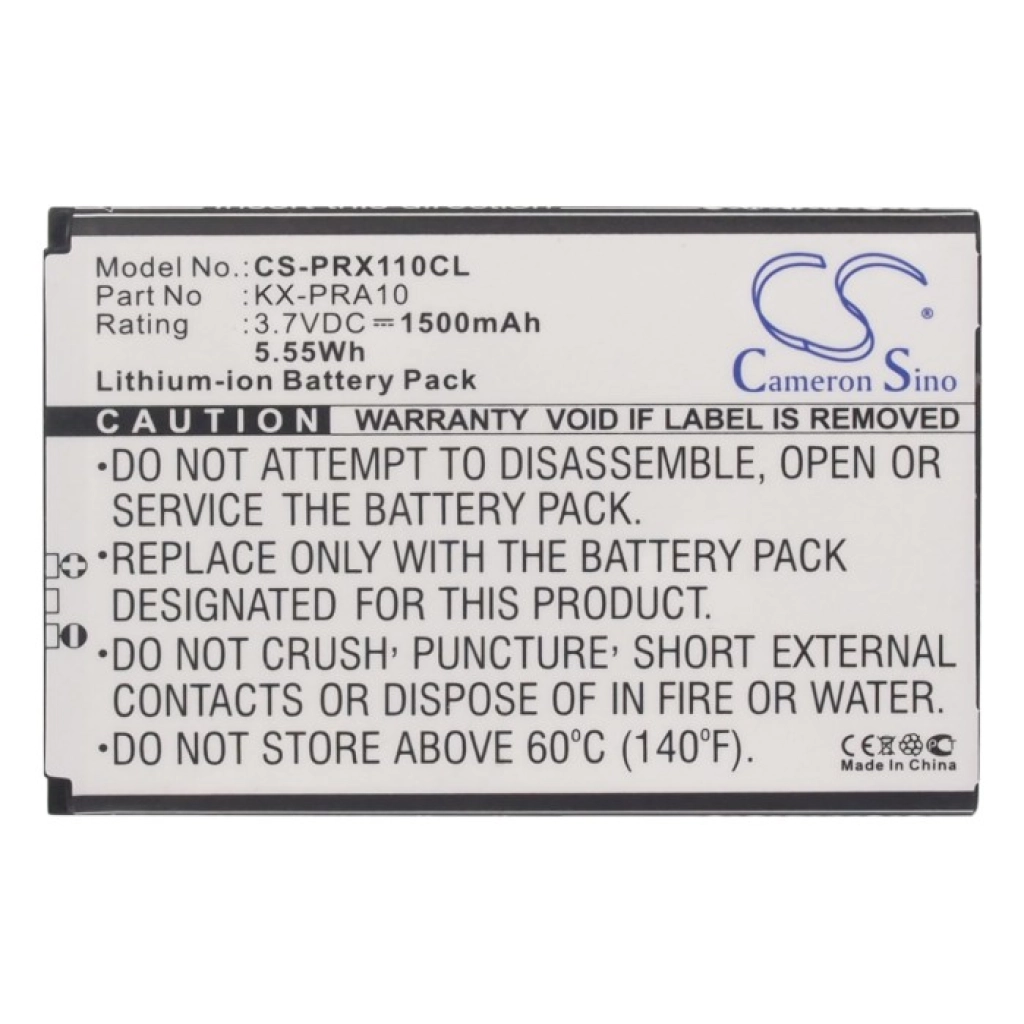 Model No.: CS-PRX110CL
Part No : KX-PRA10
Rating : 3.7VDC 1500mAh
5.55Wh
Lithium-ion Battery Pack
CS
®
Cameron Sino
CAUTION WARRANTY VOID IF LABEL IS REMOVED
•DO NOT ATTEMPT TO DISASSEMBLE, OPEN OR
SERVICE THE BATTERY PACK.
•REPLACE ONLY WITH THE BATTERY PACK
DESIGNATED FOR THIS PRODUCT.
•DO NOT CRUSH, PUNCTURE, SHORT EXTERNAL
CONTACTS OR DISPOSE OF IN FIRE OR WATER.
•DO NOT STORE ABOVE 60°C (140°F).
CE PCT
Made In China